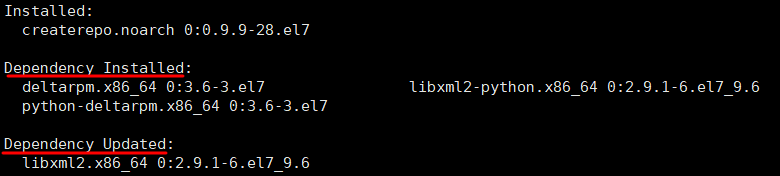 Installed:
createrepo.noarch 0:0.9.9-28.el7
Dependency Installed:
deltarpm.x86_64 0:3.6-3.el7 libxml2-python.x86_64 0:2.9.1-6.el7_9.6
python-deltarpm.x86_64 0:3.6-3.el7
Dependency Updated:
libxml2.x86_64 0:2.9.1-6.el7_9.6